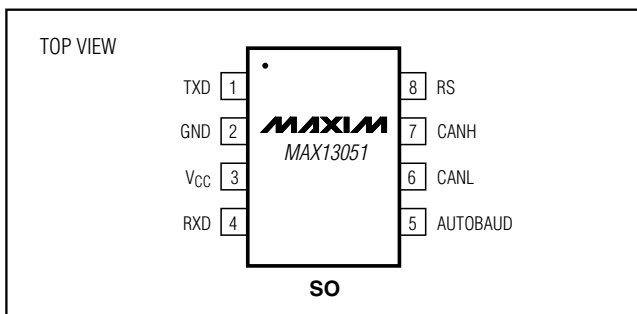 TOP VIEW
TXD 1
GND 2
VCC 3
RXD 4
MAXIM
MAX13051
8 RS
7 CANH
6 CANL
5 AUTOBAUD
SO